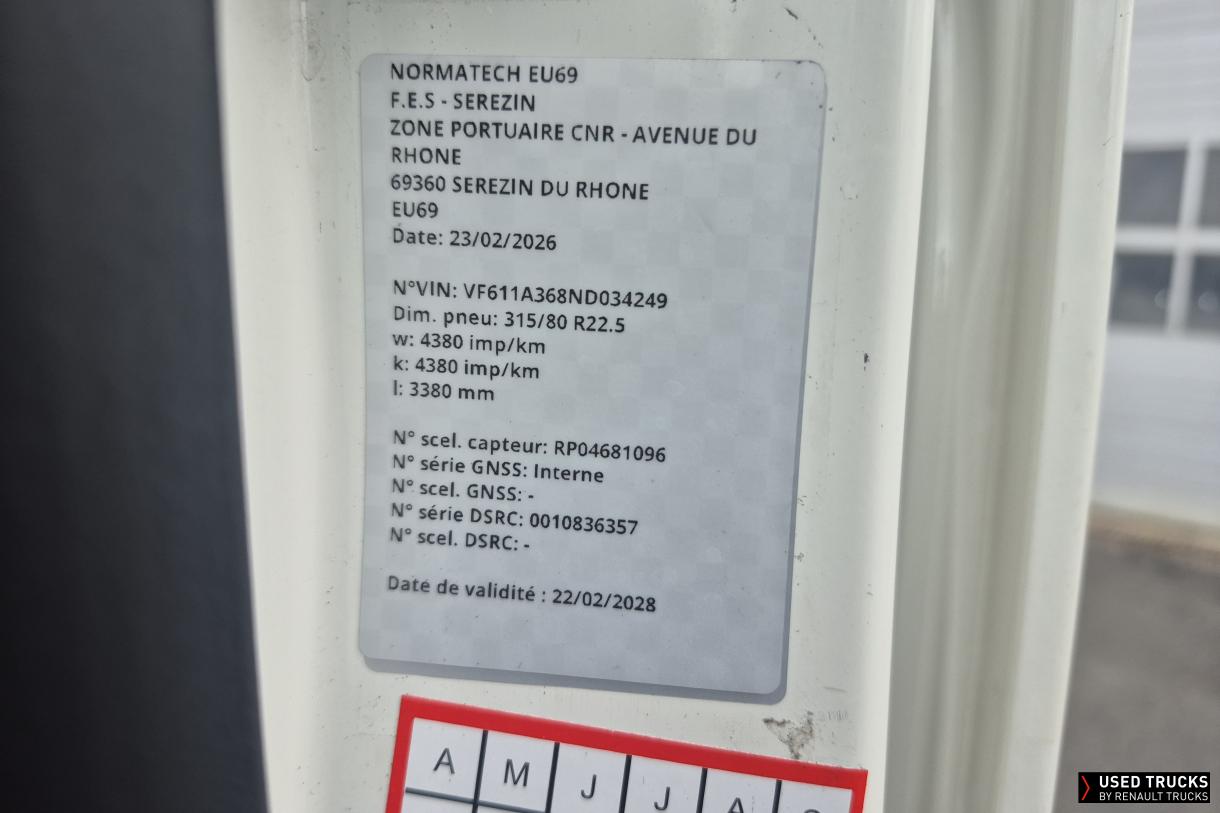 NORMATECH EU69
F.E.S - SEREZIN
ZONE PORTUAIRE CNR - AVENUE DU
RHONE
69360 SEREZIN DU RHONE
EU69
Date: 23/02/2026
N°VIN: VF611A368ND034249
Dim. pneu: 315/80 R22.5
w: 4380 imp/km
k: 4380 imp/km
l: 3380 mm
N° scel. capteur: RP04681096
N° série GNSS: Interne
N° scel. GNSS: -
N° série DSRC: 0010836357
N° scel. DSRC: -
Date de validité : 22/02/2028
A M J J A
USED TRUCKS
BY RENAULT TRUCKS